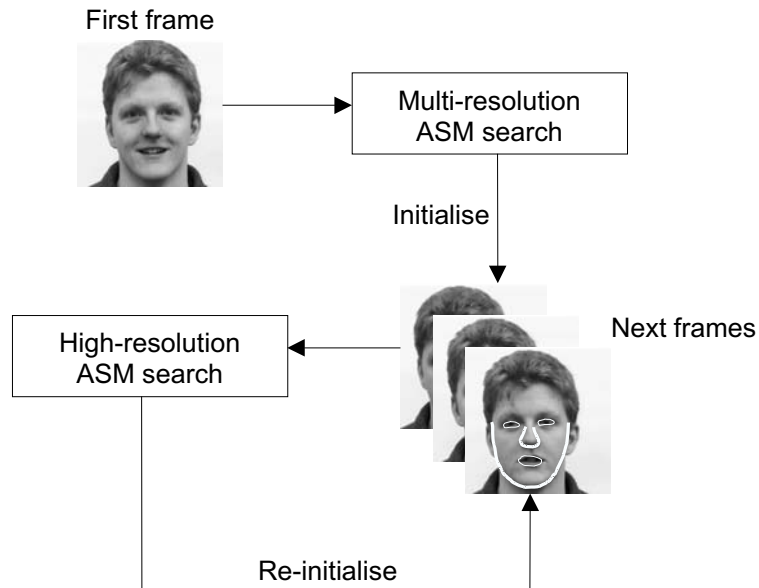 First frame
Multi-resolution
ASM search
Initialise
Next frames
High-resolution
ASM search
Re-initialise